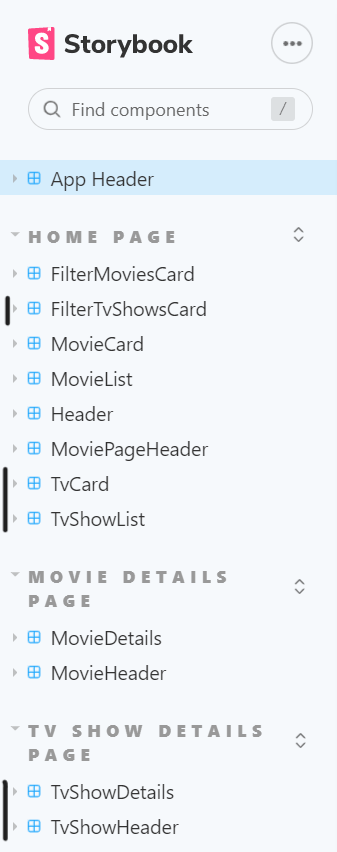 Storybook
Find components /
App Header
HOME PAGE
FilterMoviesCard
FilterTvShowsCard
MovieCard
MovieList
Header
MoviePageHeader
TvCard
TvShowList
MOVIE DETAILS
PAGE
MovieDetails
MovieHeader
TV SHOW DETAILS
PAGE
TvShowDetails
TvShowHeader